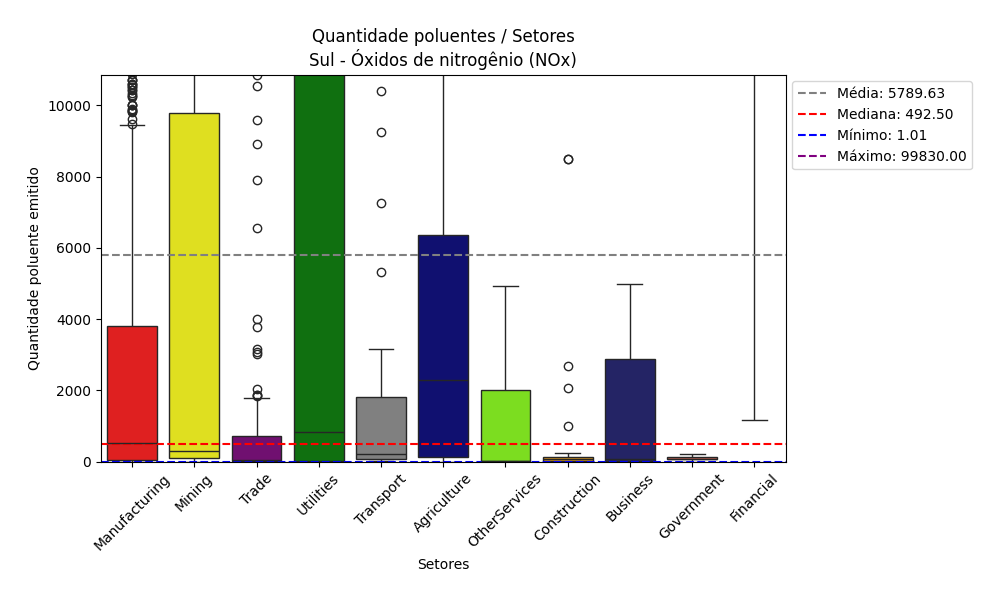 Quantidade poluentes / Setores
Sul - Óxidos de nitrogênio (NOx)
Quantidade poluente emitido
10000
8000
6000
4000
2000
0
Manufacturing
Mining
Trade
Utilities
Transport
Agriculture
OtherServices
Construction
Business
Government
Financial
Setores
Média: 5789.63
Mediana: 492.50
Mínimo: 1.01
Máximo: 99830.00